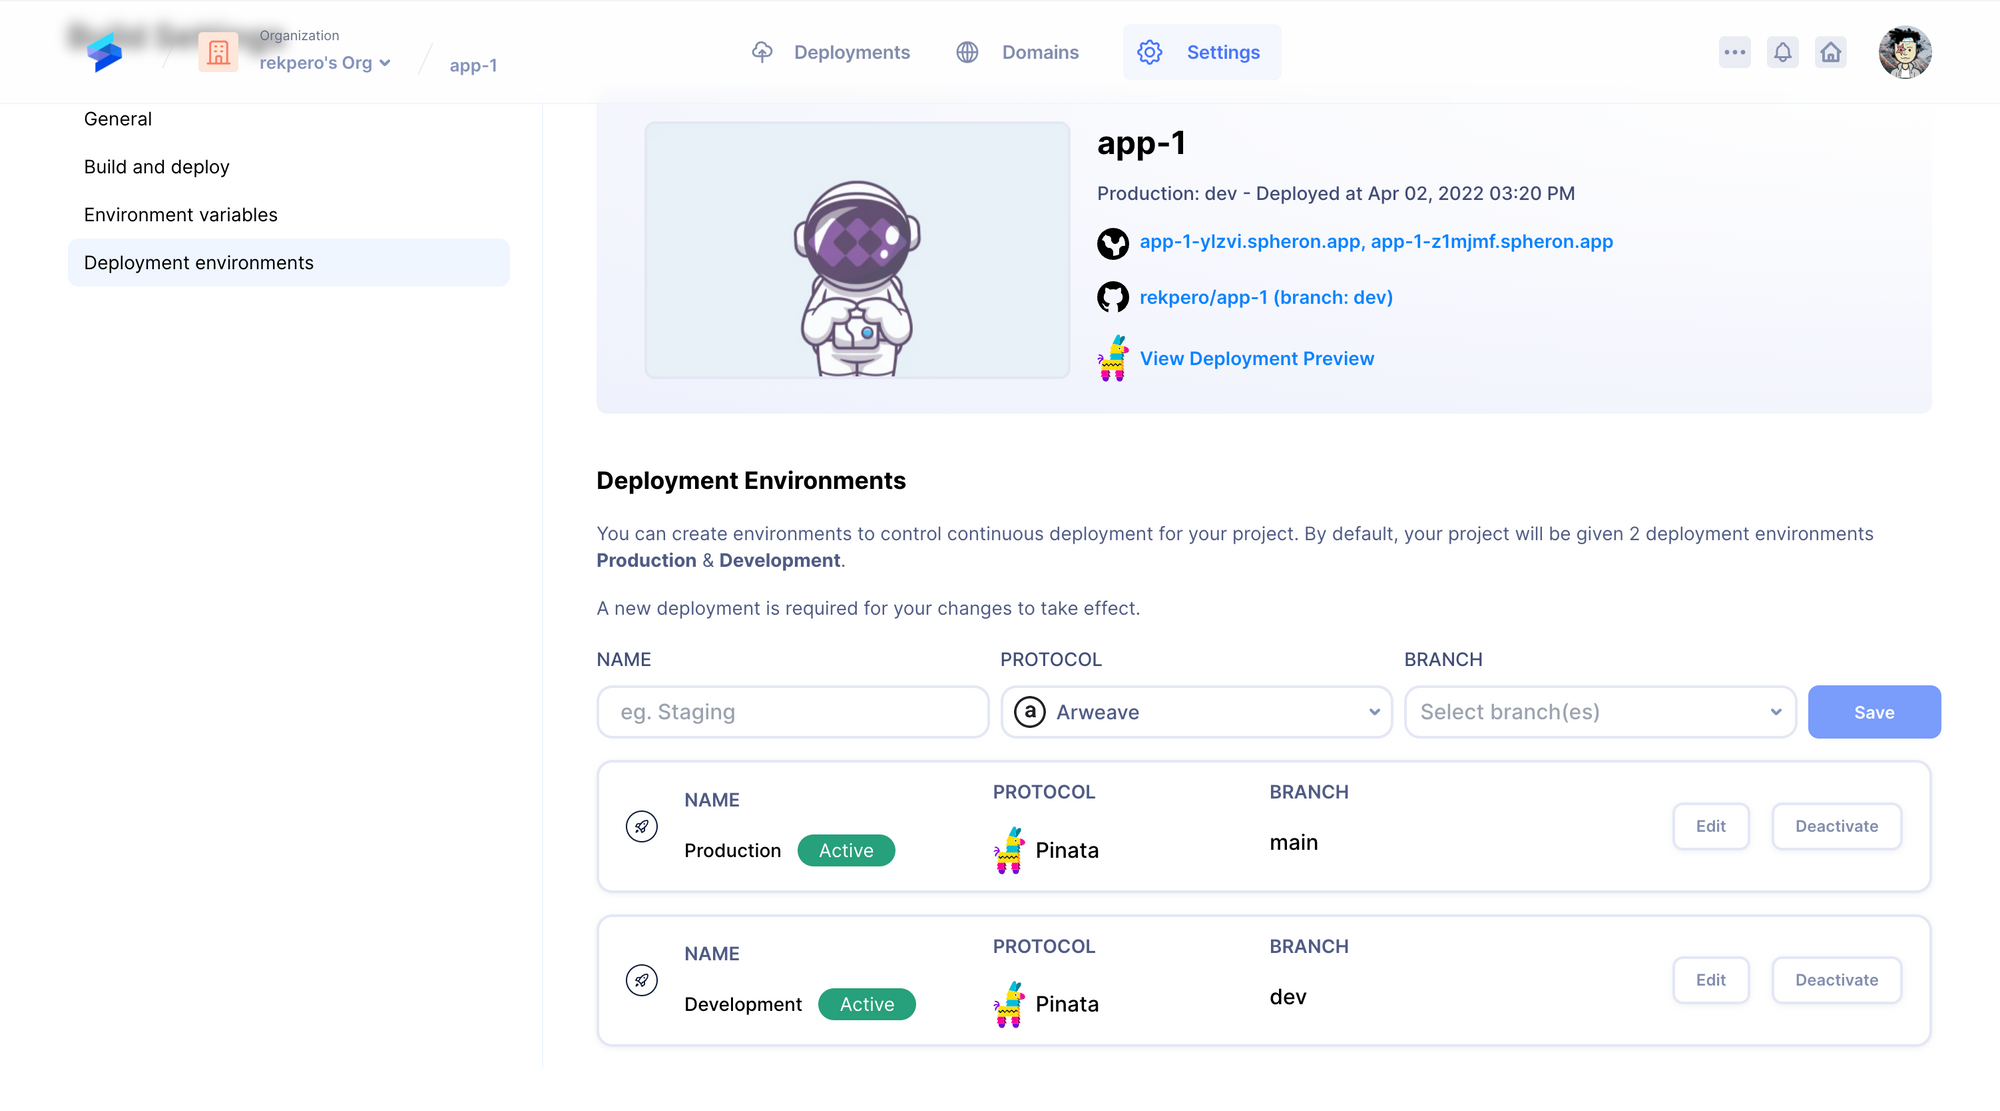 Build Settings
Organization
rekpero's Org
app-1
Deployments
Domains
Settings
General
Build and deploy
Environment variables
Deployment environments
app-1
Production: dev - Deployed at Apr 02, 2022 03:20 PM
app-1-ylzvi.spheron.app, app-1-z1mjmf.spheron.app
rekpero/app-1 (branch: dev)
View Deployment Preview
Deployment Environments
You can create environments to control continuous deployment for your project. By default, your project will be given 2 deployment environments
Production & Development.
A new deployment is required for your changes to take effect.
NAME PROTOCOL BRANCH
eg. Staging a Arweave Select branch(es) Save
NAME PROTOCOL BRANCH
Production Active Pinata main Edit Deactivate
NAME PROTOCOL BRANCH
Development Active Pinata dev Edit Deactivate